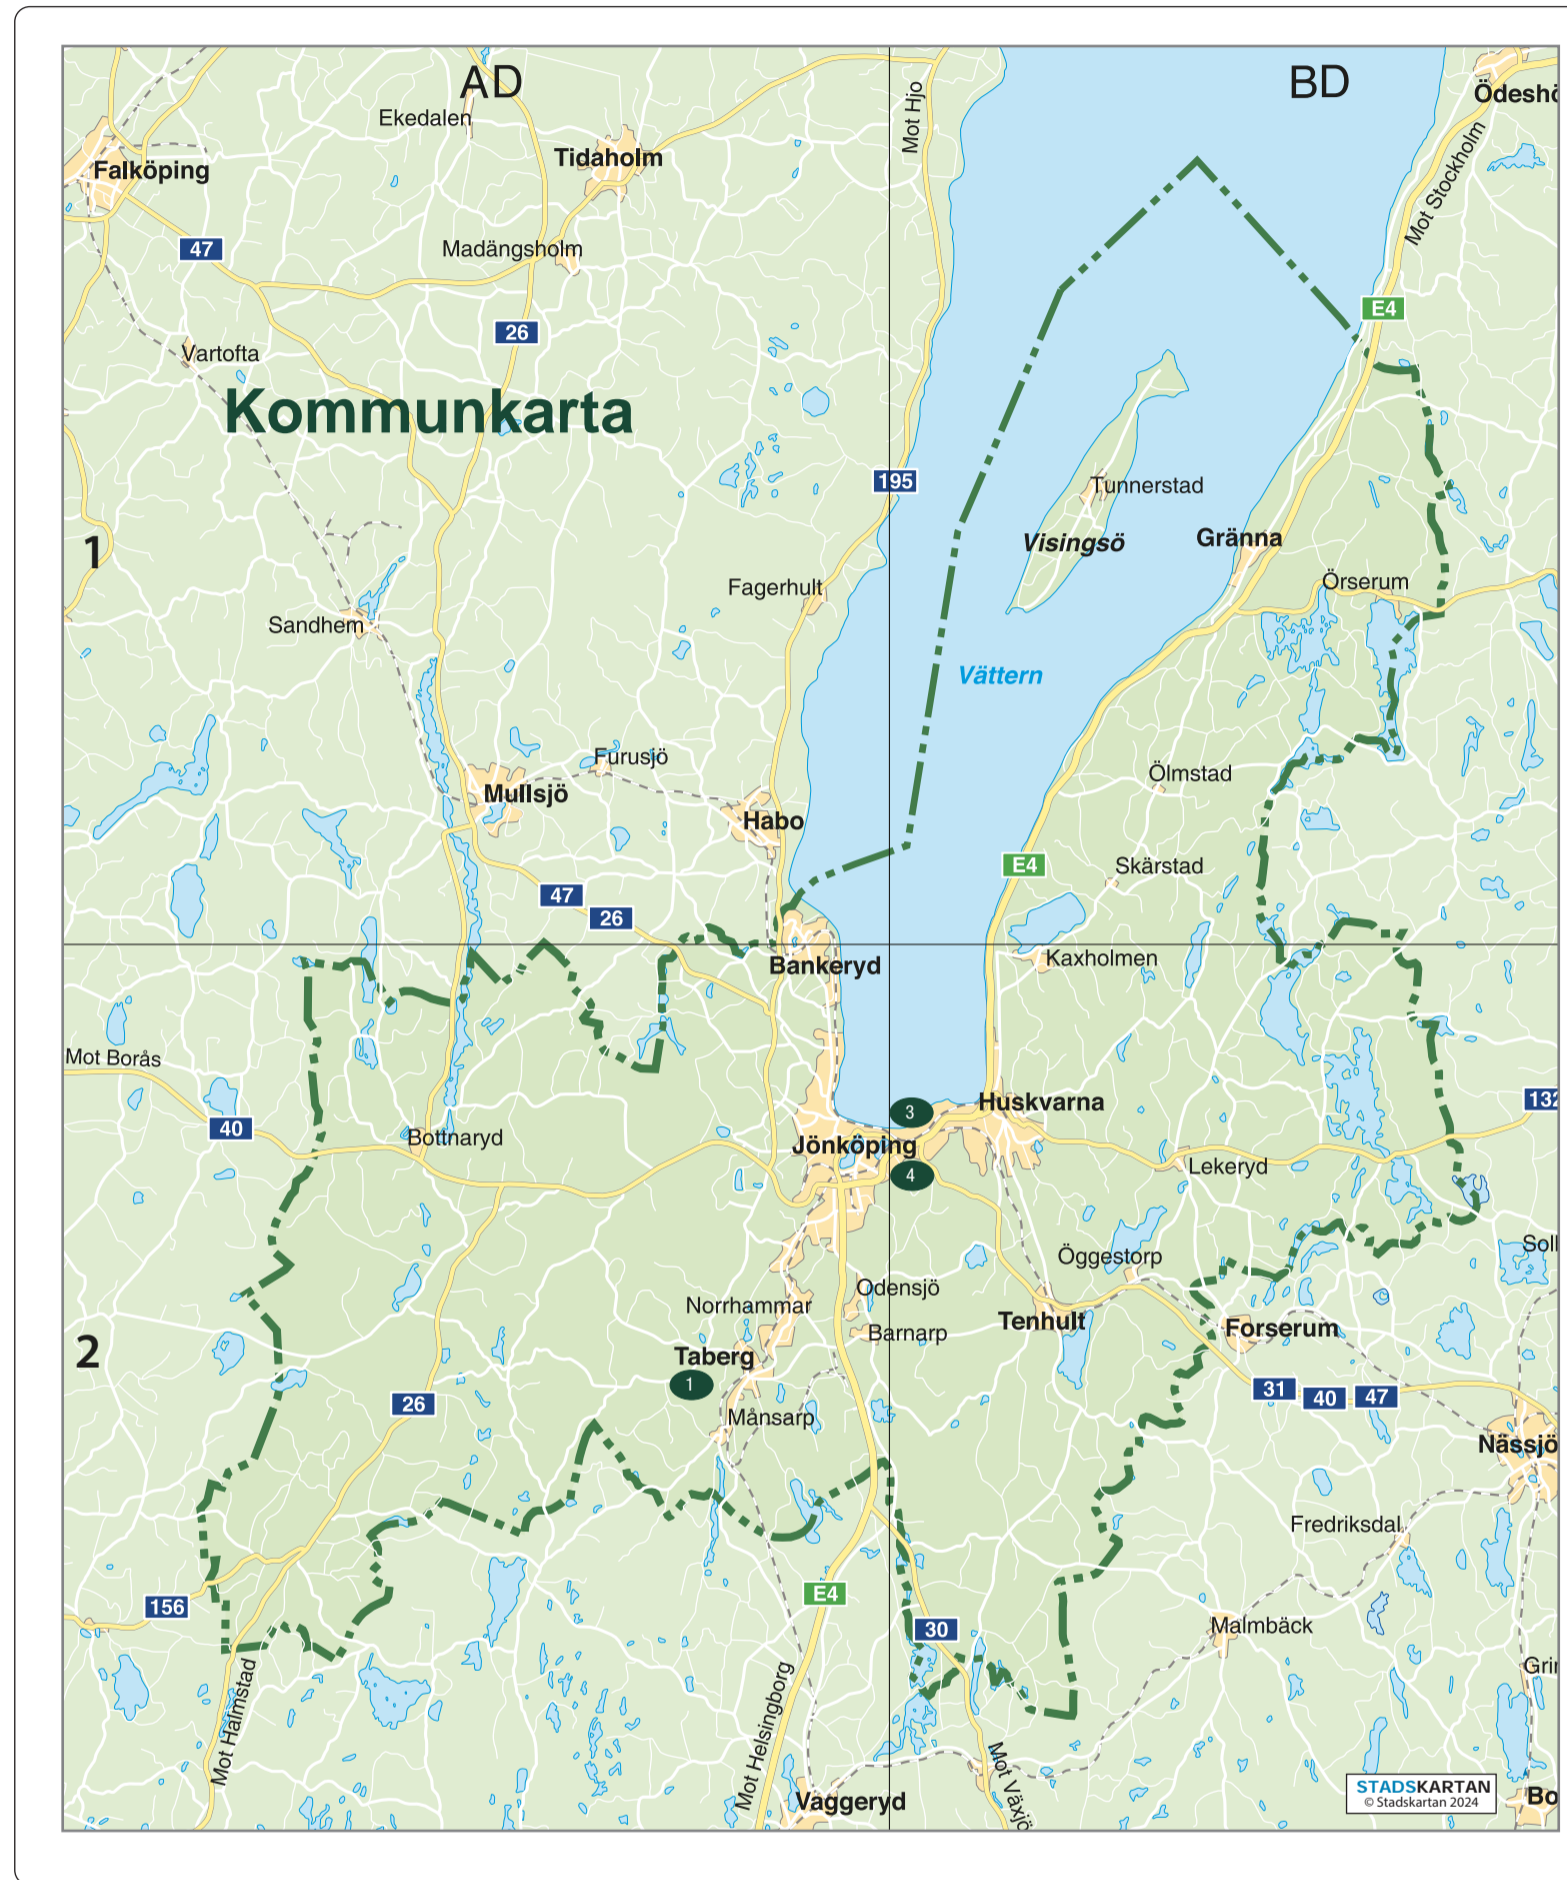 AD
BD
Ödeshö
Ekedalen
Mot Hjo
Tidaholm
Falköping
Mot Stockholm
47
Madängsholm
E4
26
Vartofta
Kommunkarta
195
Tunnerstad
1
Visingsö
Gränna
Fagerhult
Örserum
Sandhem
Vättern
Furusjö
Ölmstad
Mullsjö
Habo
E4
Skärstad
47
26
Bankeryd
Kaxholmen
Mot Borås
40
3
Huskvarna
132
Bottnaryd
Jönköping
4
Lekeryd
Soll
Öggestorp
Odensjö
Norrhammar
Tenhult
Barnarp
Forserum
2
Taberg
1
31
40
47
26
Månsarp
Nässjö
Fredriksdal
E4
156
30
Malmbäck
Grin
Mot Halmstad
Mot Helsingborg
Mot Växjö
STADSKARTAN
© Stadskartan 2024
Vaggeryd
Bo